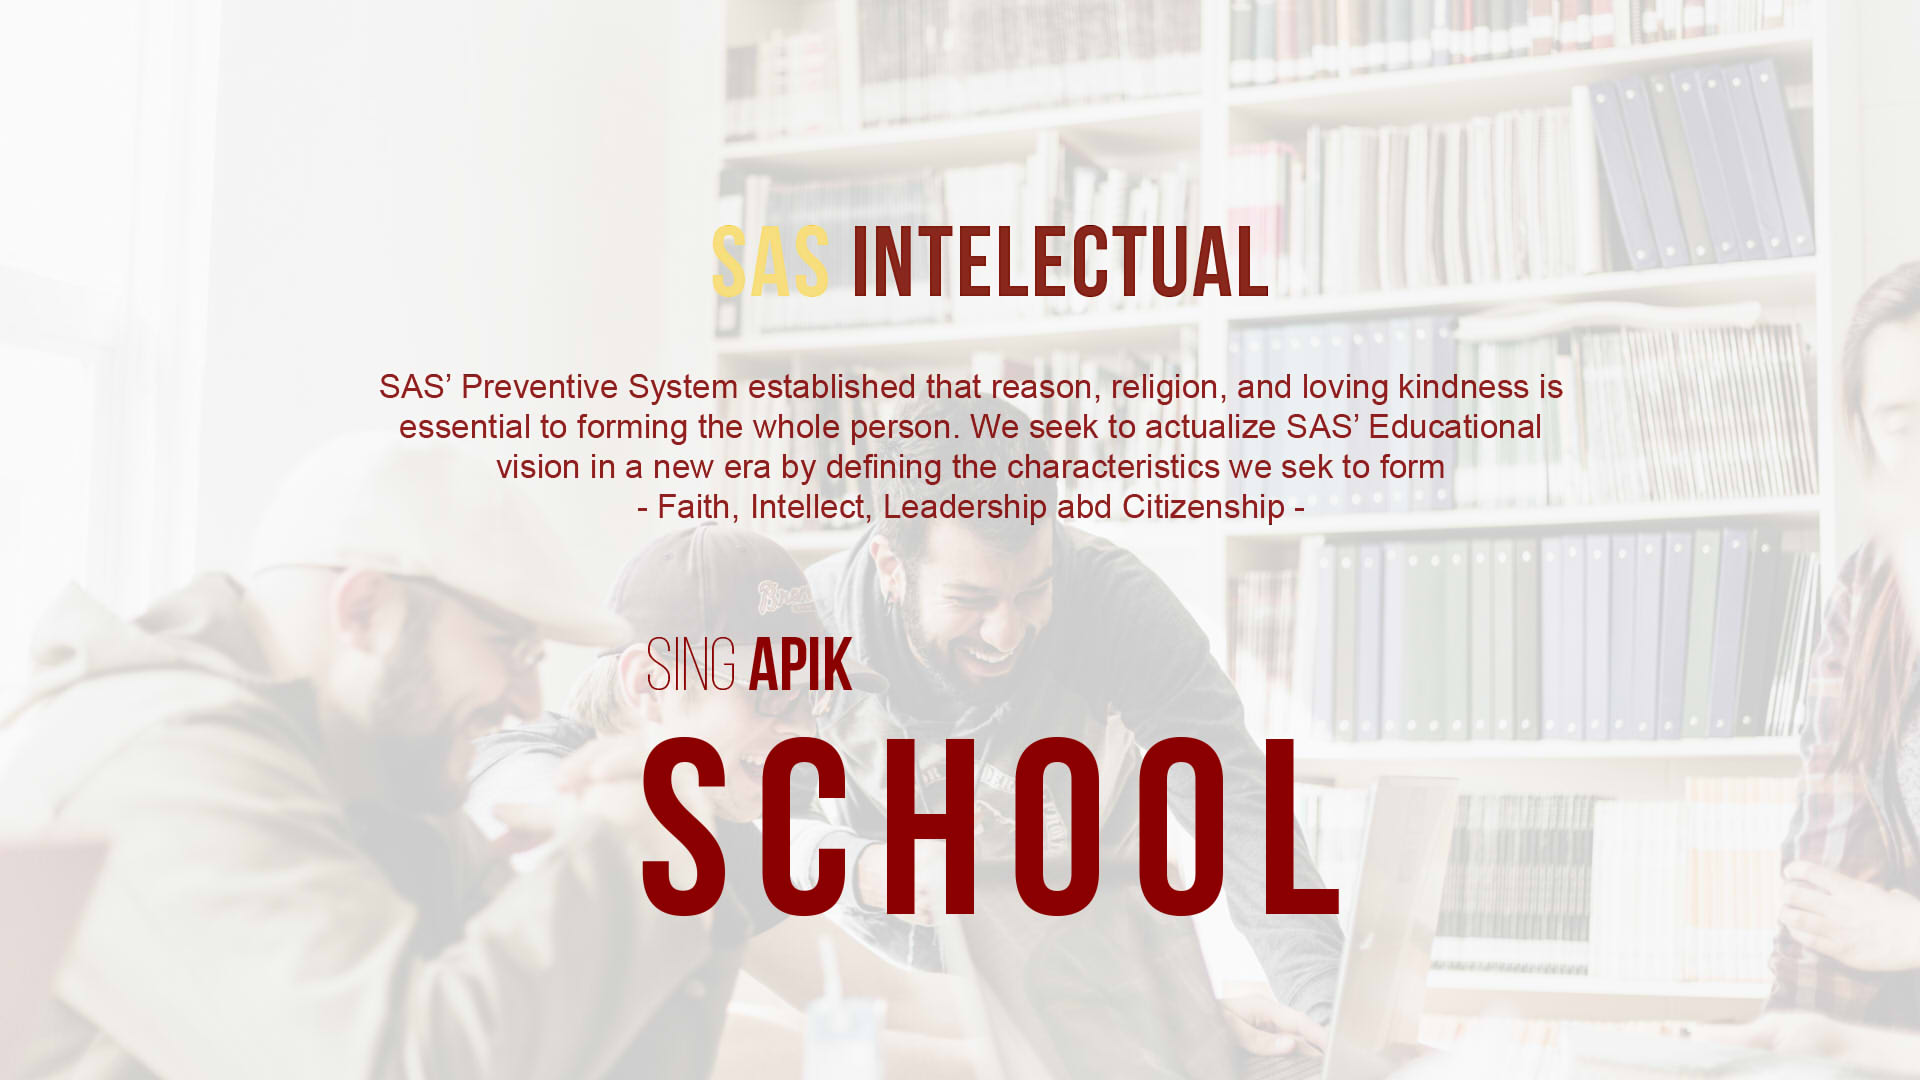 SAS INTELECTUAL
SAS’ Preventive System established that reason, religion, and loving kindness is
essential to forming the whole person. We seek to actualize SAS’ Educational
vision in a new era by defining the characteristics we sek to form
- Faith, Intellect, Leadership abd Citizenship -
SING APIK
SCHOOL